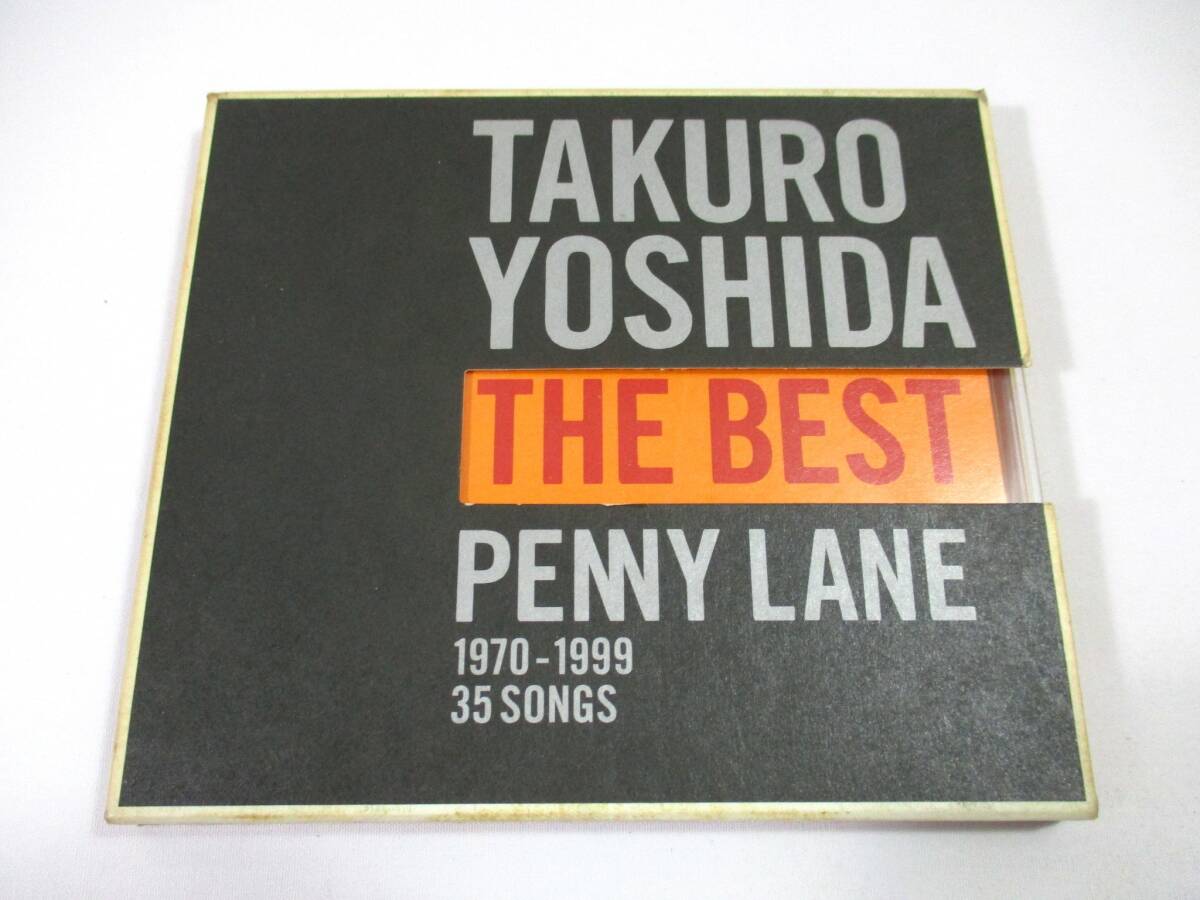 TAKURO
YOSHIDA
THE BEST
PENNY LANE
1970-1999
35 SONGS